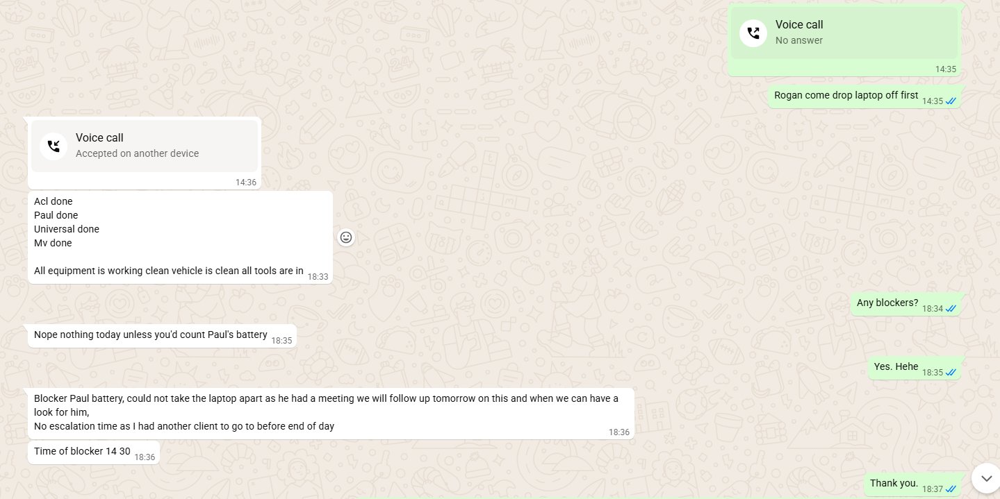 Voice call
No answer
14:35
Rogan come drop laptop off first 14:35
Voice call
Accepted on another device
14:36
Acl done
Paul done
Universal done
Mv done
All equipment is working clean vehicle is clean all tools are in 18:33
Any blockers? 18:34
Nope nothing today unless you'd count Paul's battery 18:35
Yes. Hehe 18:35
Blocker Paul battery, could not take the laptop apart as he had a meeting we will follow up tomorrow on this and when we can have a
look for him,
No escalation time as I had another client to go to before end of day
18:36
Time of blocker 14 30 18:36
Thank you. 18:37